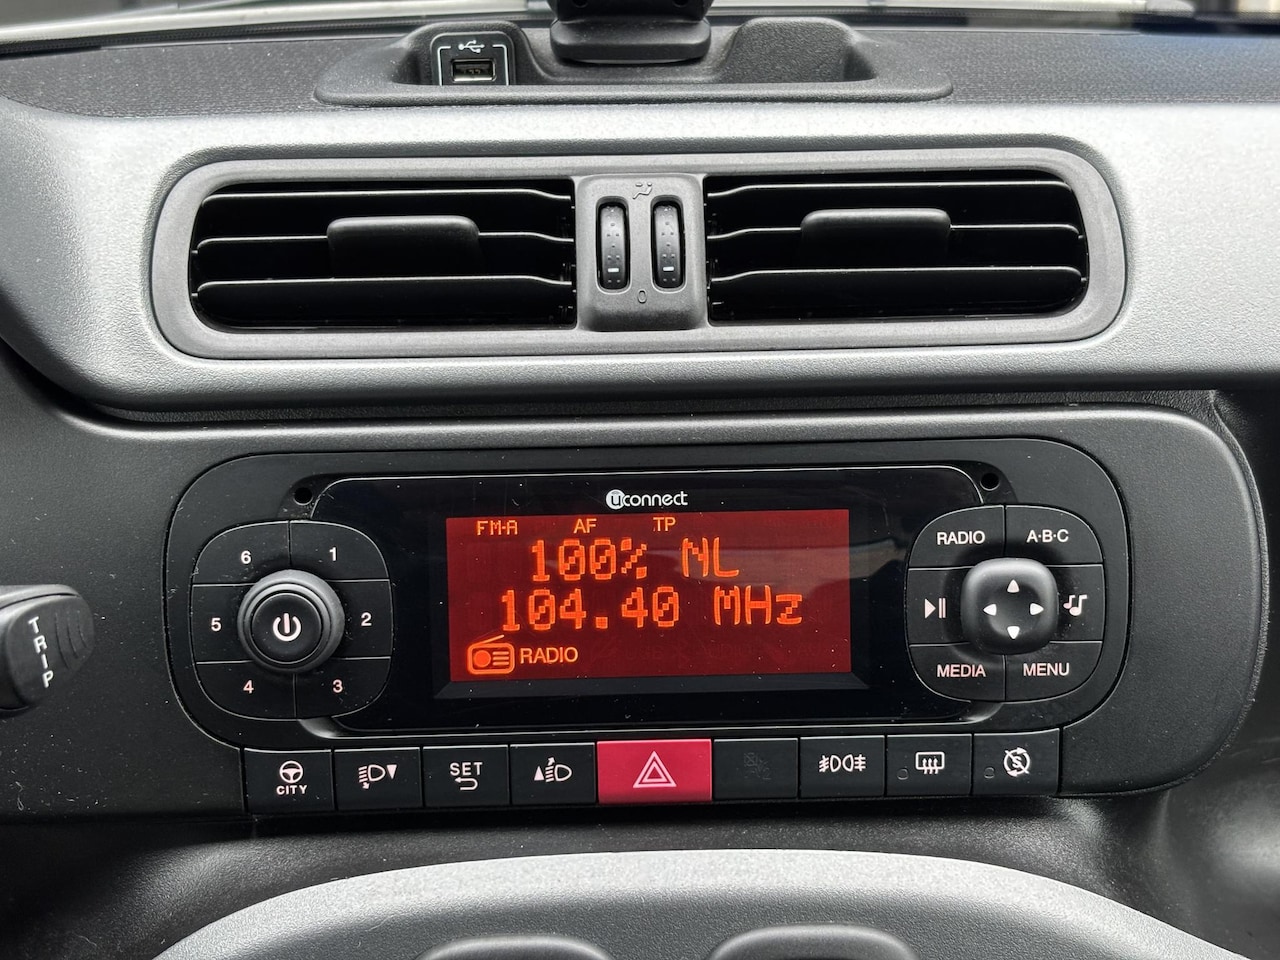 uconnect
FM-A AF TP
100% NL
104.40 MHz
RADIO
6 1
5 2
4 3
RADIO A·B·C
MEDIA MENU
TRIP
CITY
SET
0